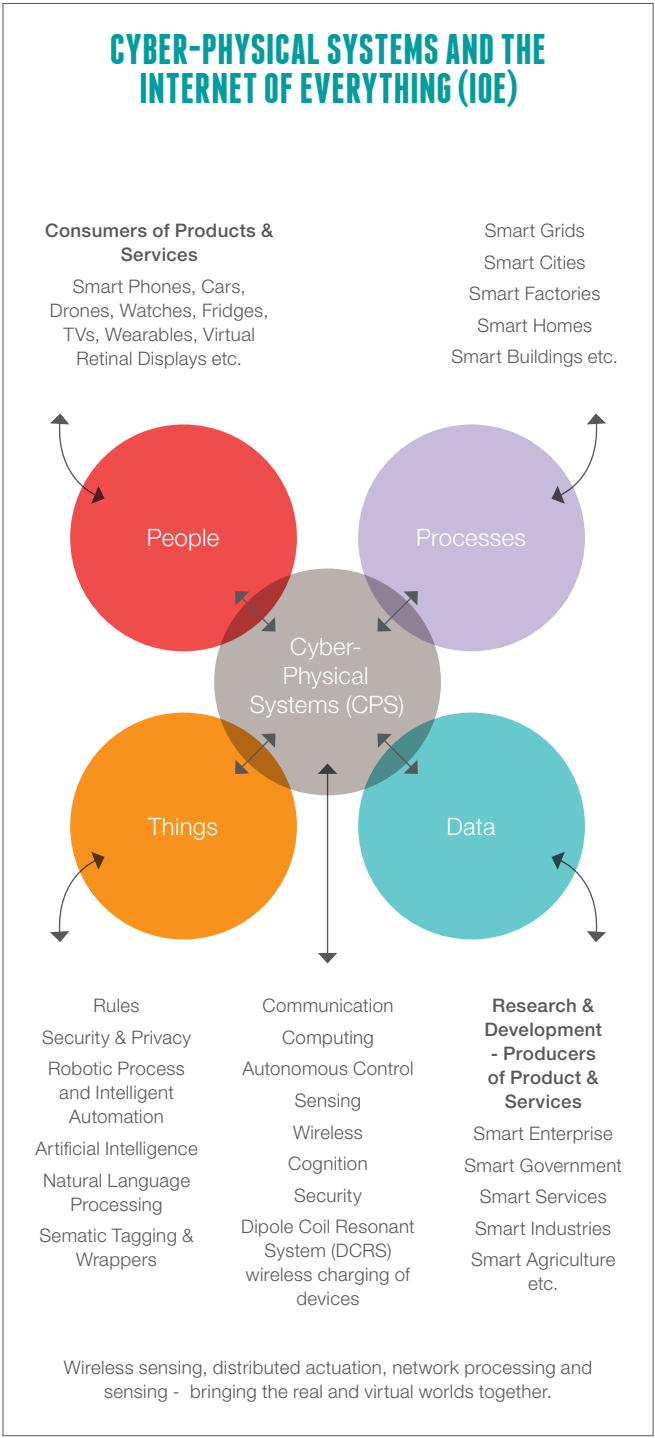 CYBER-PHYSICAL SYSTEMS AND THE
INTERNET OF EVERYTHING (IOE)
Consumers of Products &
Services
Smart Phones, Cars,
Drones, Watches, Fridges,
TVs, Wearables, Virtual
Retinal Displays etc.
Smart Grids
Smart Cities
Smart Factories
Smart Homes
Smart Buildings etc.
People
Processes
Cyber-
Physical
Systems (CPS)
Things
Data
Rules
Security & Privacy
Robotic Process
and Intelligent
Automation
Artificial Intelligence
Natural Language
Processing
Sematic Tagging &
Wrappers
Communication
Computing
Autonomous Control
Sensing
Wireless
Cognition
Security
Dipole Coil Resonant
System (DCRS)
wireless charging of
devices
Research &
Development
- Producers
of Product &
Services
Smart Enterprise
Smart Government
Smart Services
Smart Industries
Smart Agriculture
etc.
Wireless sensing, distributed actuation, network processing and
sensing - bringing the real and virtual worlds together.